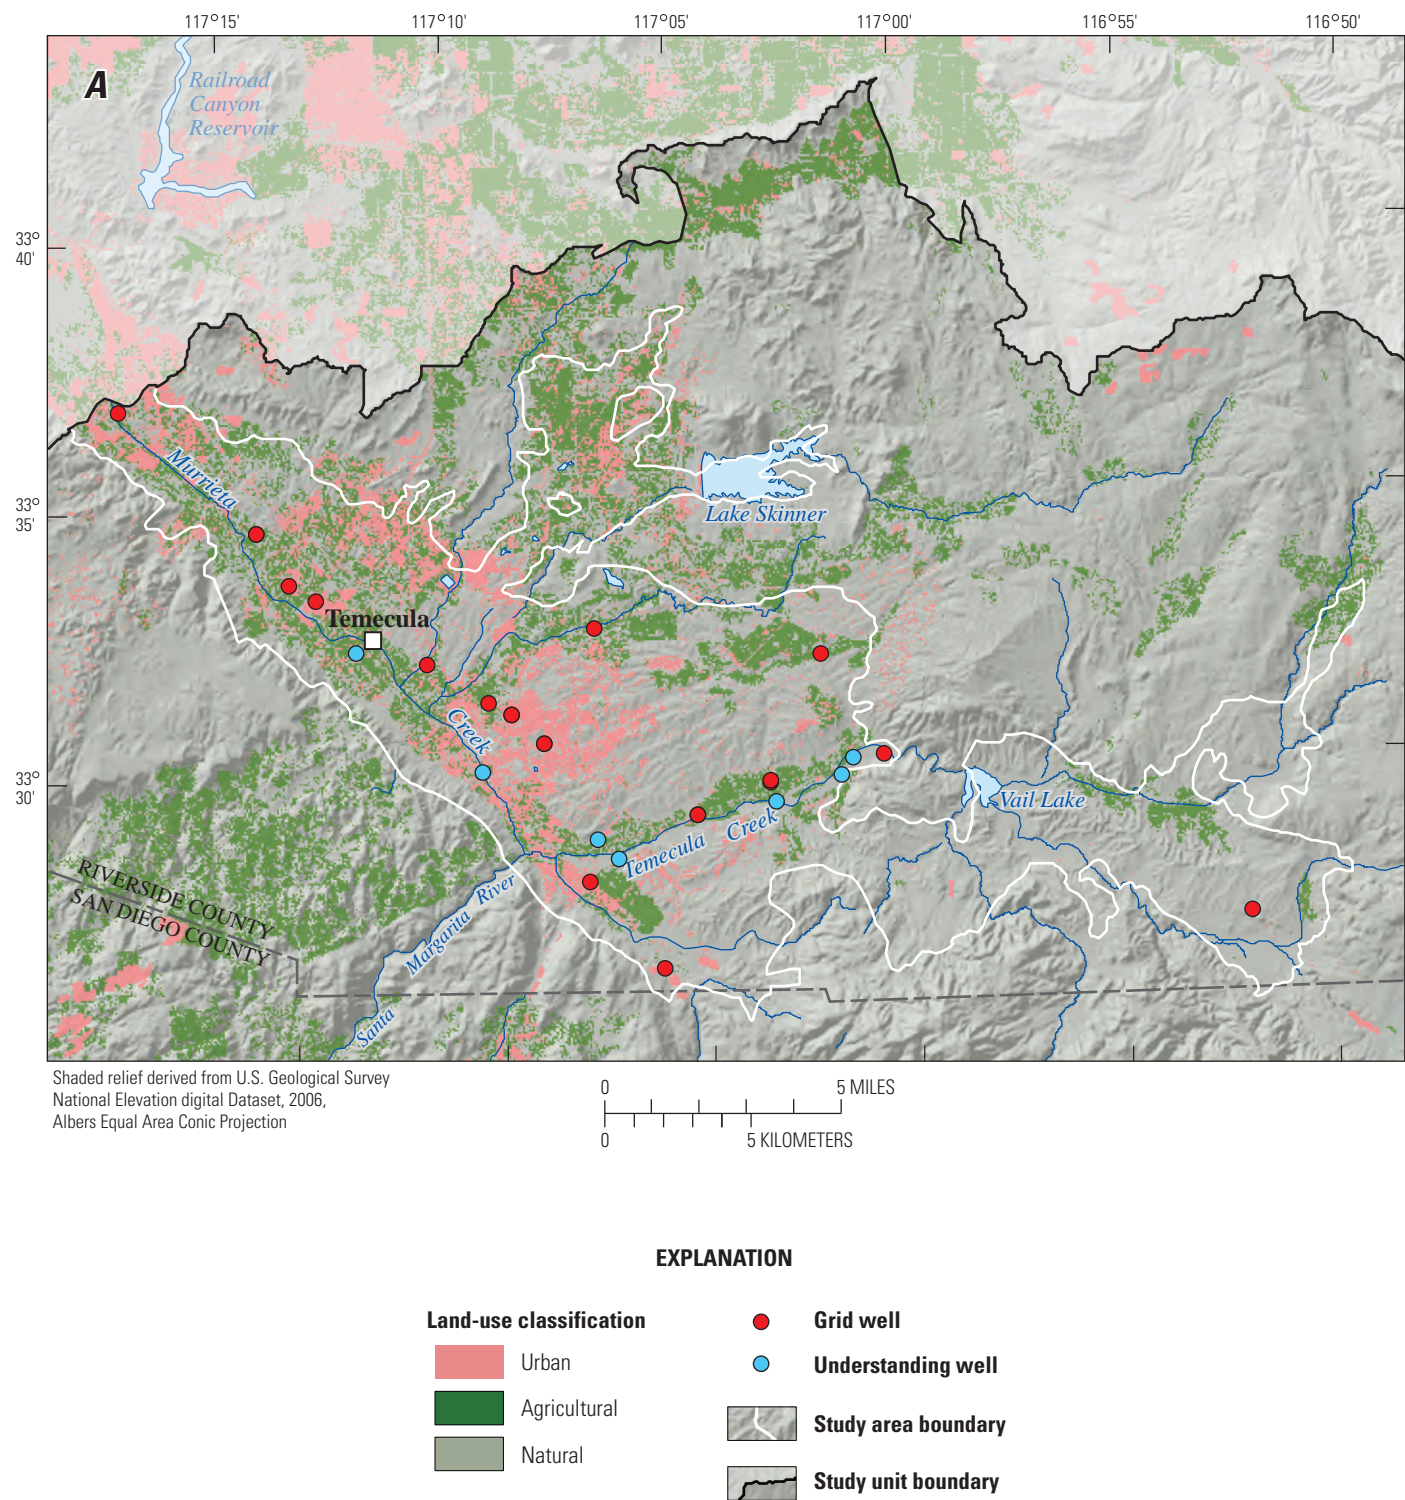 117°15'
117°10'
117°05'
117°00'
116°55'
116°50'
A
Railroad
Canyon
Reservoir
33°
40'
Murrieta
33°
35'
Lake Skinner
Temecula
Creek
33°
30'
Vail Lake
Temecula Creek
RIVERSIDE COUNTY
SAN DIEGO COUNTY
Santa Margarita River
Shaded relief derived from U.S. Geological Survey
National Elevation digital Dataset, 2006,
Albers Equal Area Conic Projection
0 5 MILES
0 5 KILOMETERS
EXPLANATION
Land-use classification
Urban
Agricultural
Natural
Grid well
Understanding well
Study area boundary
Study unit boundary